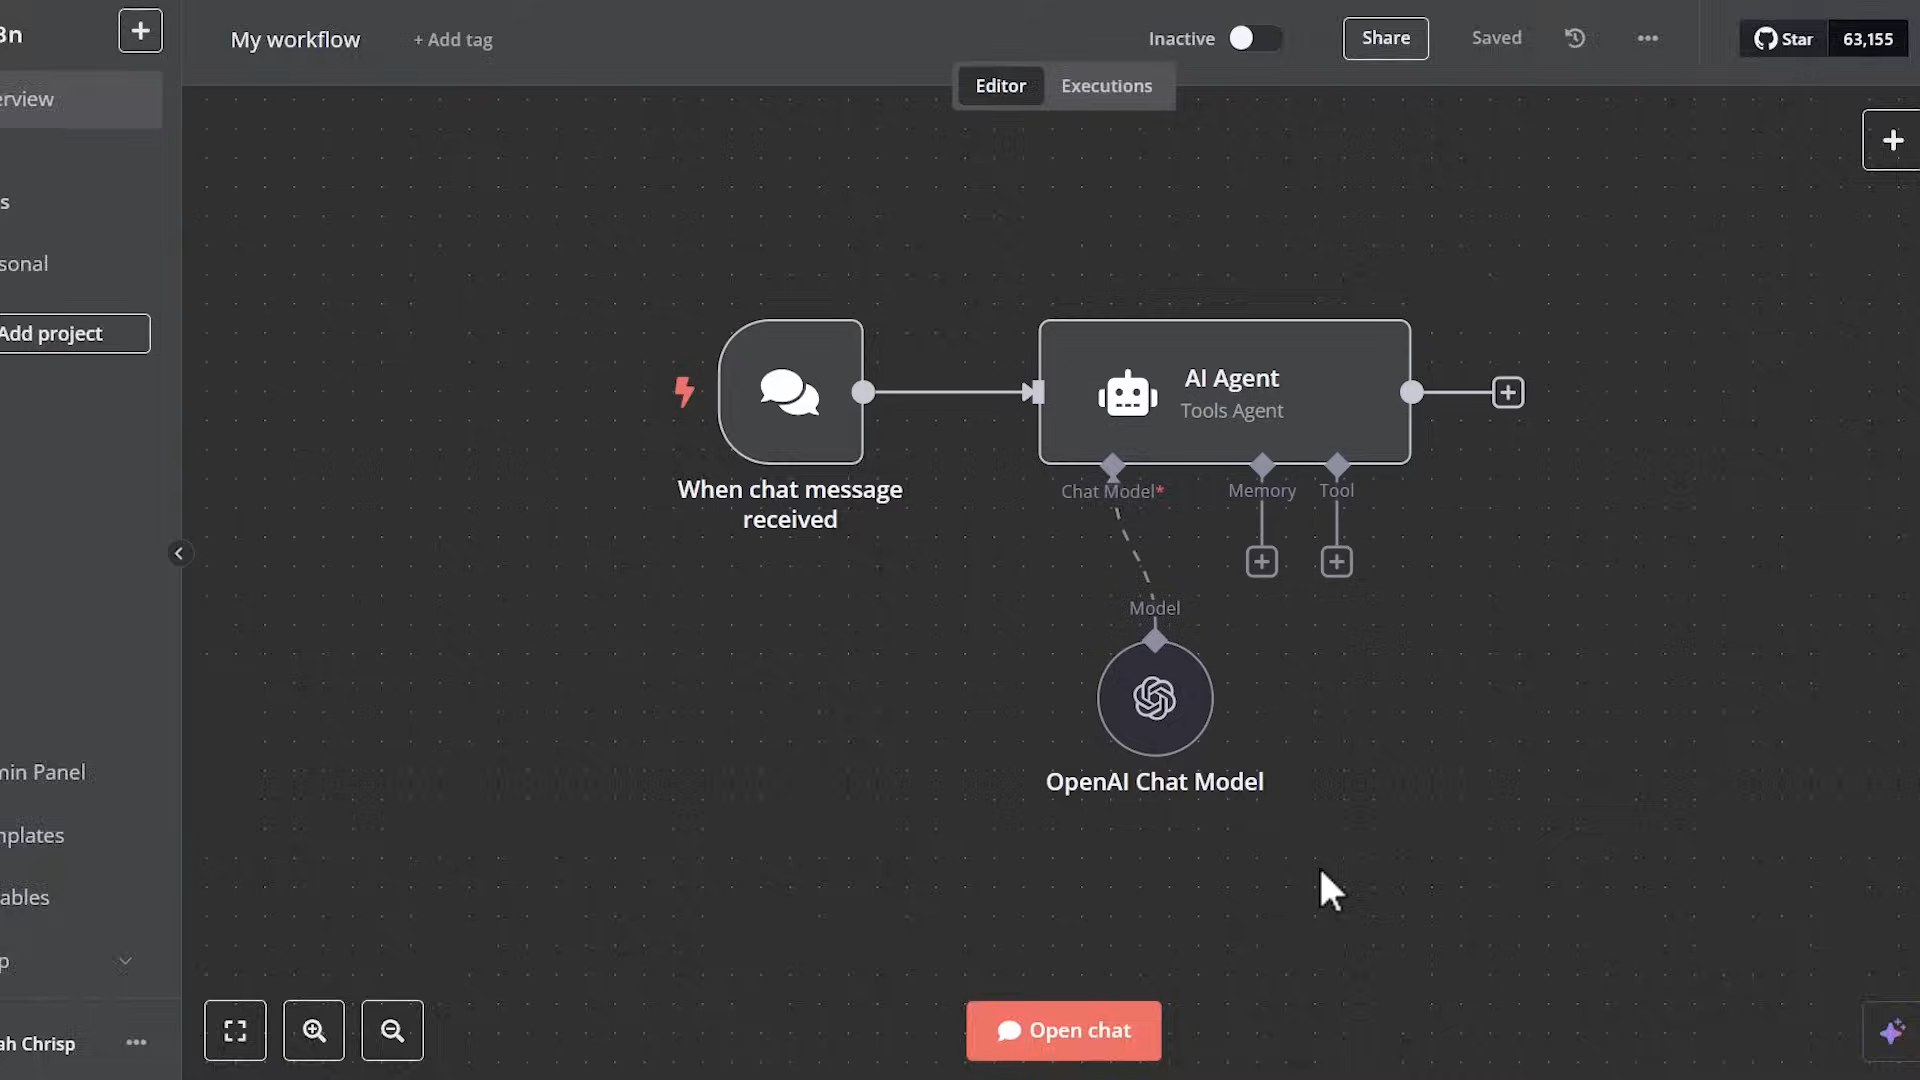 8n
My workflow
+ Add tag
Inactive
Share
Saved
Star
63,155
Editor
Executions
erview
s
sonal
Add project
AI Agent
Tools Agent
When chat message
received
Chat Model*
Memory
Tool
Model
OpenAI Chat Model
min Panel
mplates
ables
p
ah Chrisp
Open chat